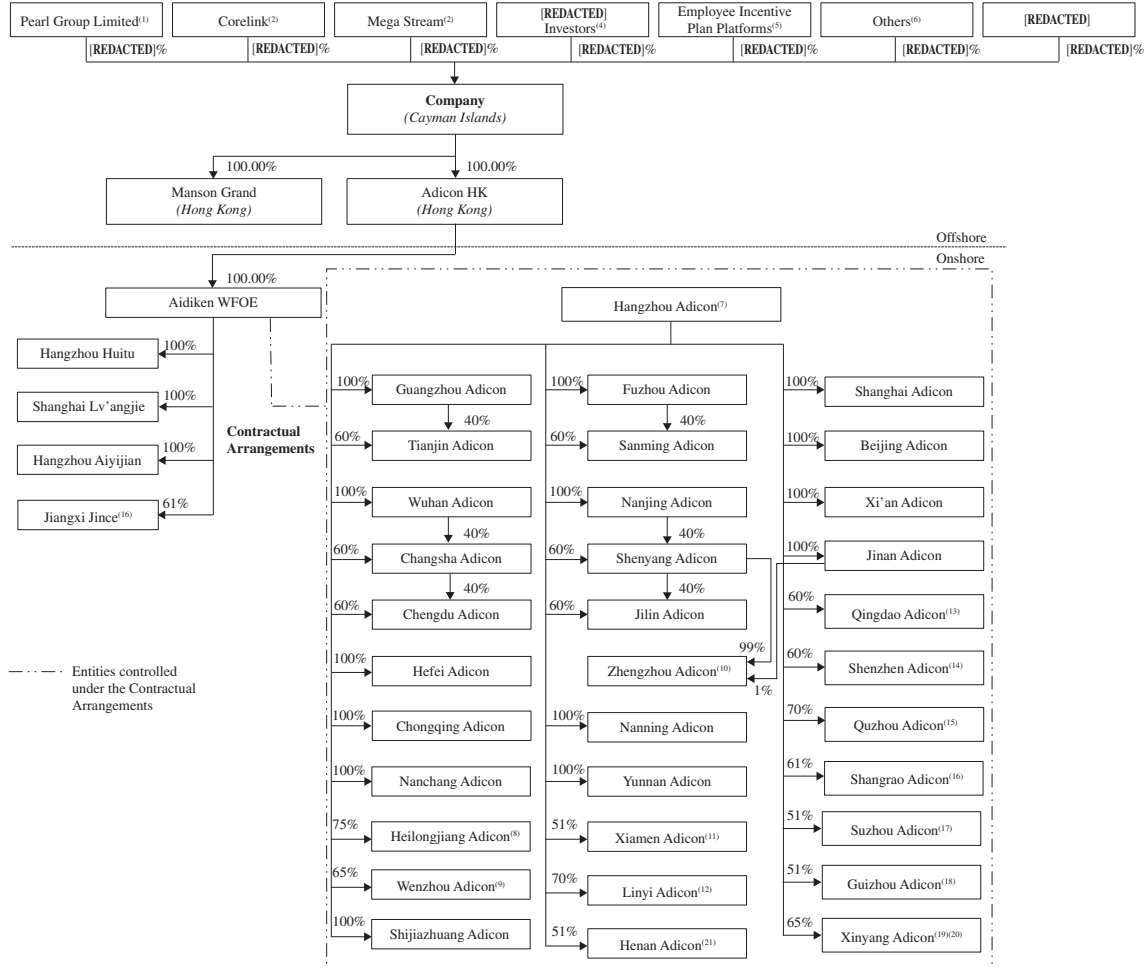 Pearl Group Limited(1)
Corelink(2)
Mega Stream(2)
[REDACTED]
Investors(4)
Employee Incentive
Plan Platforms(5)
Others(6)
[REDACTED]
[REDACTED]%
[REDACTED]%
[REDACTED]%
[REDACTED]%
[REDACTED]%
[REDACTED]%
[REDACTED]%
Company
(Cayman Islands)
100.00%
100.00%
Manson Grand
(Hong Kong)
Adicon HK
(Hong Kong)
Offshore
Onshore
100.00%
Aidiken WFOE
Hangzhou Adicon(7)
100%
Hangzhou Huitu
100%
Shanghai Lv'angjie
100%
Hangzhou Aiyijian
61%
Jiangxi Jince(16)
Contractual
Arrangements
Entities controlled
under the Contractual
Arrangements
100%
Guangzhou Adicon
40%
60%
Tianjin Adicon
100%
Wuhan Adicon
40%
60%
Changsha Adicon
40%
60%
Chengdu Adicon
100%
Hefei Adicon
100%
Chongqing Adicon
100%
Nanchang Adicon
75%
Heilongjiang Adicon(8)
65%
Wenzhou Adicon(9)
100%
Shijiazhuang Adicon
100%
Fuzhou Adicon
40%
60%
Sanming Adicon
100%
Nanjing Adicon
40%
60%
Shenyang Adicon
40%
60%
Jilin Adicon
99%
Zhengzhou Adicon(10)
1%
100%
Nanning Adicon
100%
Yunnan Adicon
51%
Xiamen Adicon(11)
70%
Linyi Adicon(12)
51%
Henan Adicon(21)
100%
Shanghai Adicon
100%
Beijing Adicon
100%
Xi'an Adicon
100%
Jinan Adicon
60%
Qingdao Adicon(13)
60%
Shenzhen Adicon(14)
70%
Quzhou Adicon(15)
61%
Shangrao Adicon(16)
51%
Suzhou Adicon(17)
51%
Guizhou Adicon(18)
65%
Xinyang Adicon(19)(20)